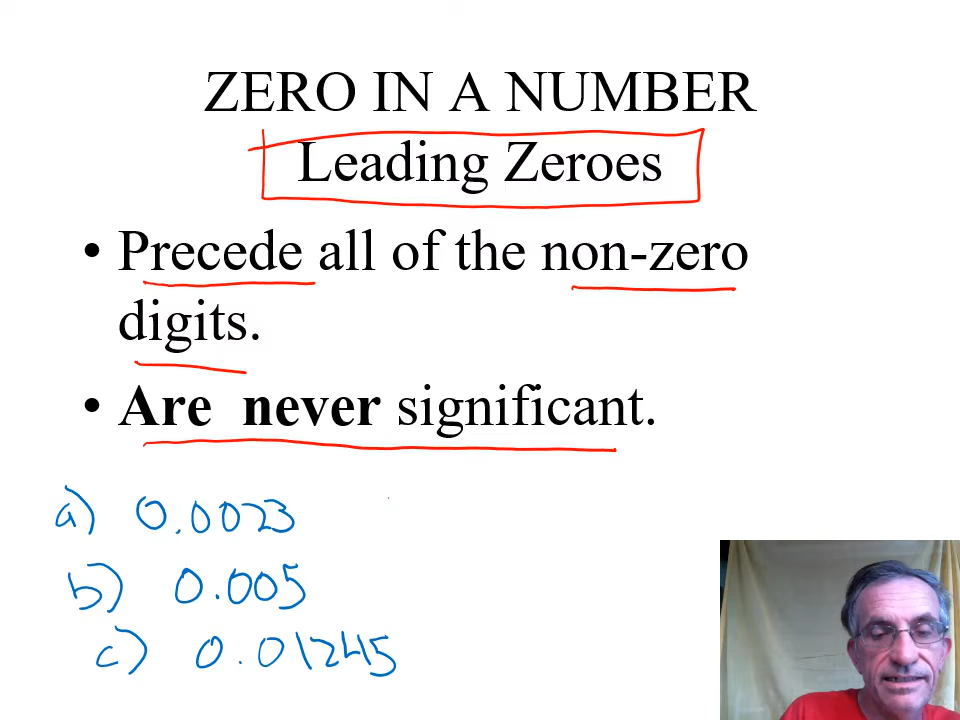 ZERO IN A NUMBER
Leading Zeroes
• Precede all of the non-zero
digits.
• Are never significant.
a) 0.0023
b) 0.005
c) 0.01245